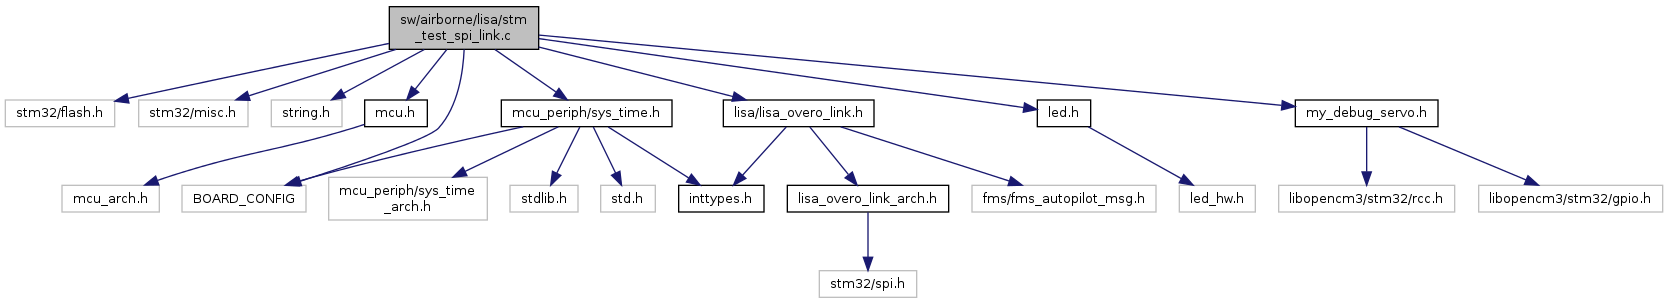 sw/airborne/lisa/stm
_test_spi_link.c
stm32/flash.h
stm32/misc.h
string.h
mcu.h
mcu_periph/sys_time.h
lisa/lisa_overo_link.h
led.h
my_debug_servo.h
mcu_arch.h
BOARD_CONFIG
mcu_periph/sys_time
_arch.h
stdlib.h
std.h
inttypes.h
lisa_overo_link_arch.h
fms/fms_autopilot_msg.h
led_hw.h
libopencm3/stm32/rcc.h
libopencm3/stm32/gpio.h
stm32/spi.h